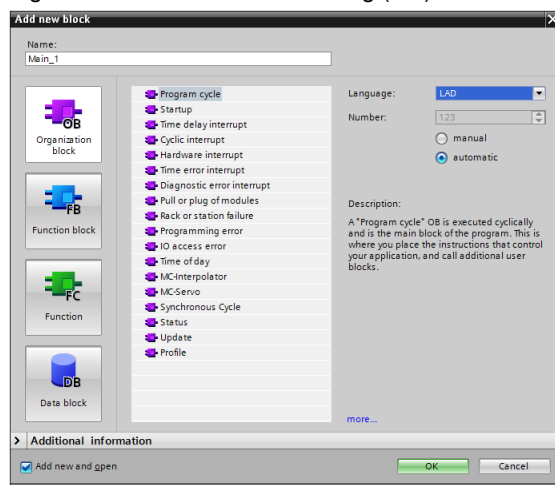 Add new block
Name:
Main_1
OB
Organization
block
FB
Function block
FC
Function
DB
Data block
Program cycle
Startup
Time delay interrupt
Cyclic interrupt
Hardware interrupt
Time error interrupt
Diagnostic error interrupt
Pull or plug of modules
Rack or station failure
Programming error
IO access error
Time of day
MC-Interpolator
MC-Servo
Synchronous Cycle
Status
Update
Profile
Language:
LAD
Number:
123
manual
automatic
Description:
A "Program cycle" OB is executed cyclically
and is the main block of the program. This is
where you place the instructions that control
your application, and call additional user
blocks.
more...
Additional information
Add new and open
OK
Cancel